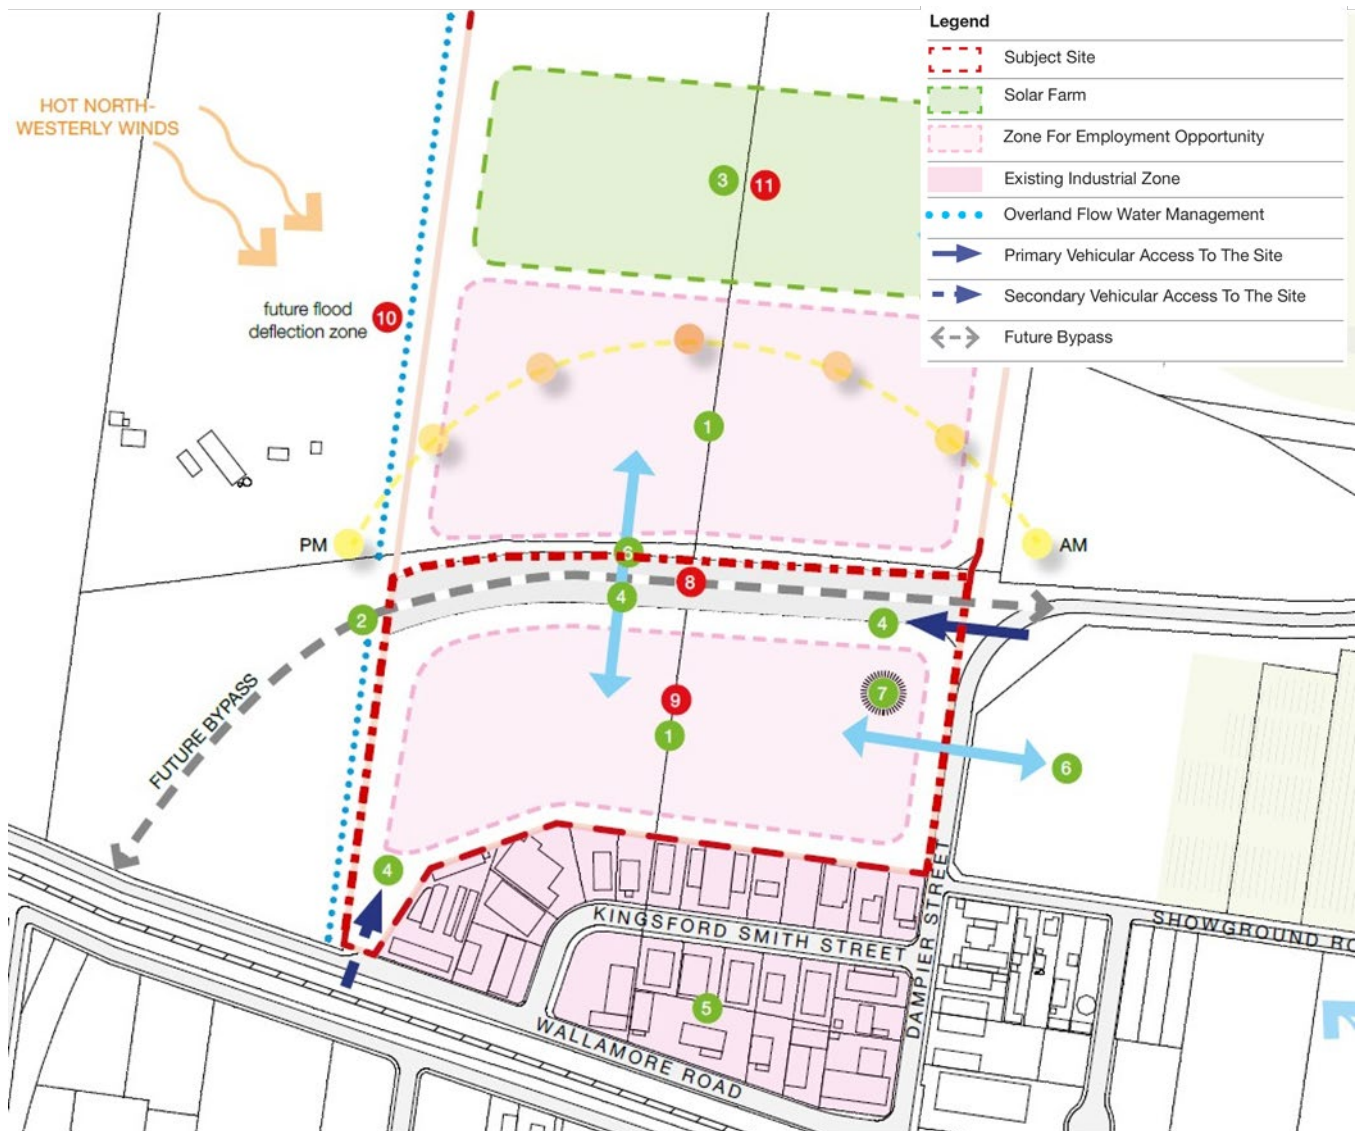 Legend
Subject Site
Solar Farm
Zone For Employment Opportunity
Existing Industrial Zone
Overland Flow Water Management
Primary Vehicular Access To The Site
Secondary Vehicular Access To The Site
Future Bypass
HOT NORTH-
WESTERLY WINDS
3
11
future flood
deflection zone
10
1
PM
AM
6
8
4
2
4
7
9
1
6
FUTURE BYPASS
4
KINGSFORD SMITH STREET
DAMPIER STREET
SHOWGROUND RO
5
WALLAMORE ROAD